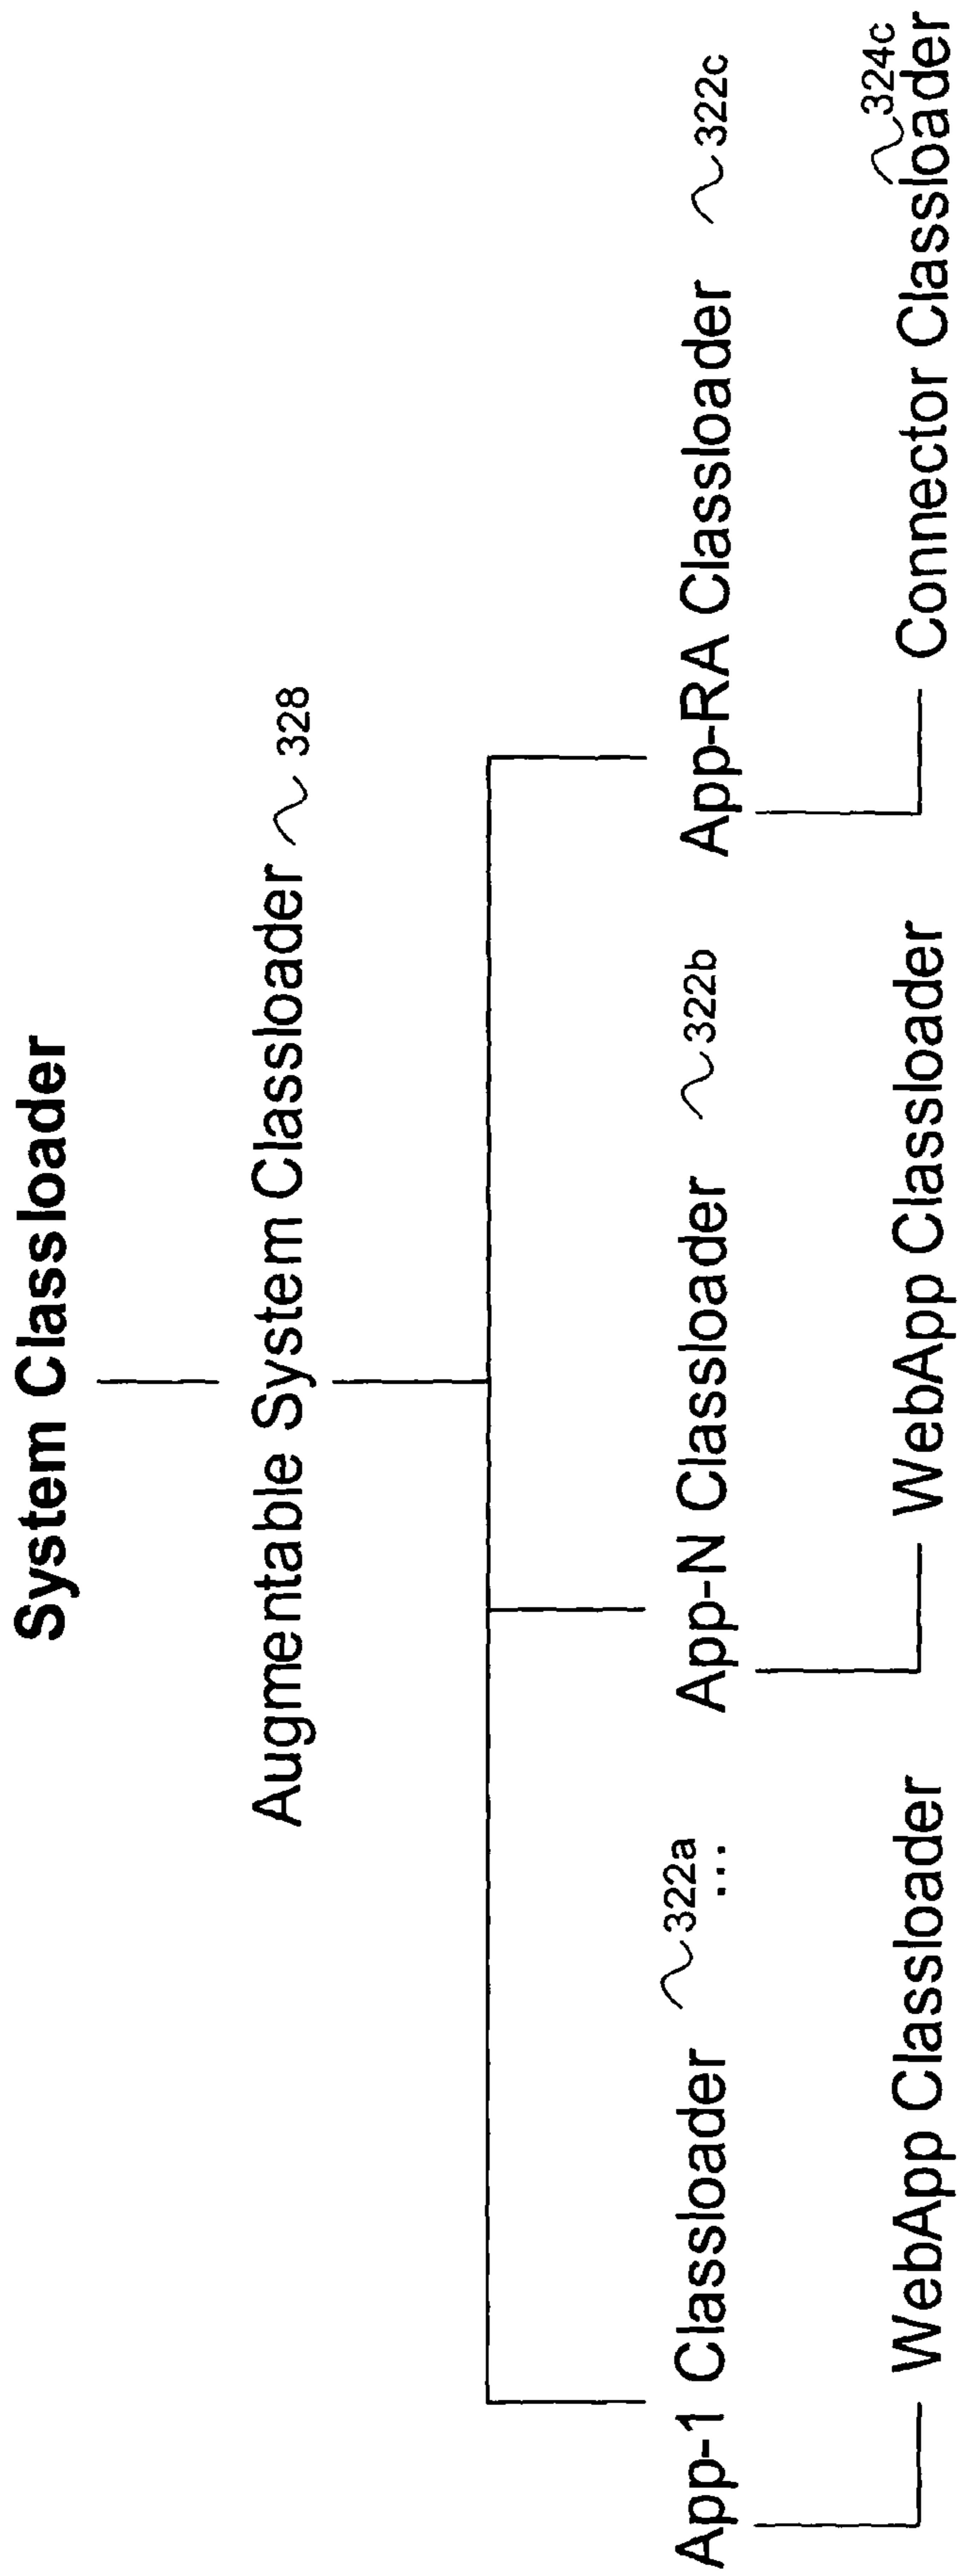 System Classloader
Augmentable System Classloader 328
App-1 Classloader 322a ... App-N Classloader 322b App-RA Classloader 322c
324c
WebApp Classloader WebApp Classloader Connector Classloader